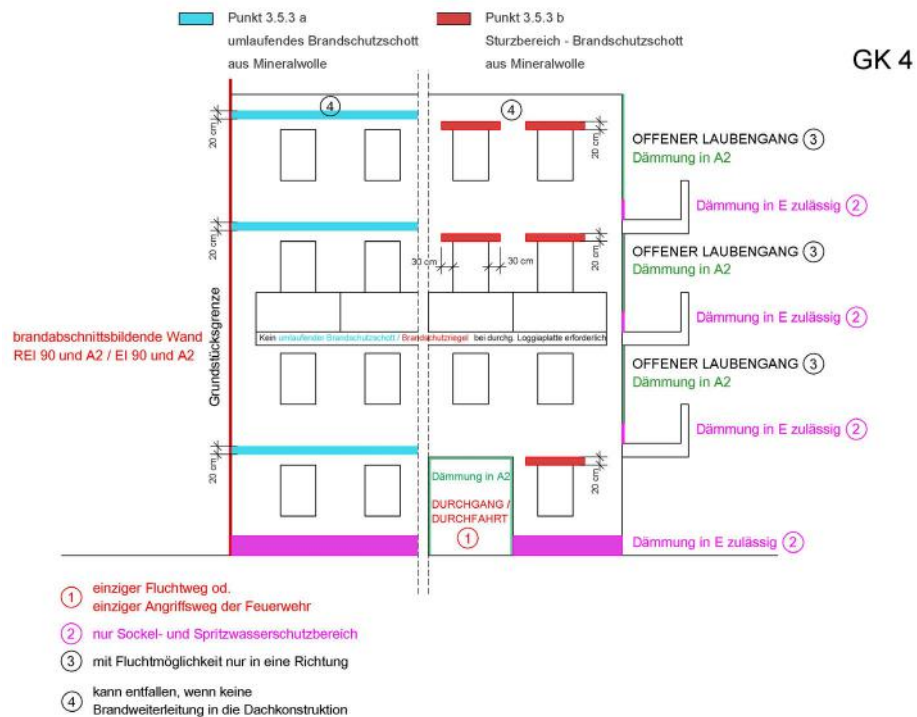 Punkt 3.5.3 a
umlaufendes Brandschutzschott
aus Mineralwolle
Punkt 3.5.3 b
Sturzbereich - Brandschutzschott
aus Mineralwolle
GK 4
4
4
20 cm
20 cm
OFFENER LAUBENGANG 3
Dämmung in A2
Dämmung in E zulässig 2
20 cm
20 cm
30 cm
30 cm
OFFENER LAUBENGANG 3
Dämmung in A2
Dämmung in E zulässig 2
brandabschnittsbildende Wand
REI 90 und A2 / EI 90 und A2
Grundstücksgrenze
Kein umlaufender Brandschutzschott / Brandschutzriegel bei durchg. Loggiaplatte erforderlich
OFFENER LAUBENGANG 3
Dämmung in A2
Dämmung in E zulässig 2
20 cm
20 cm
Dämmung in A2
DURCHGANG /
DURCHFAHRT
1
Dämmung in E zulässig 2
1 einziger Fluchtweg od.
einziger Angriffsweg der Feuerwehr
2 nur Sockel- und Spritzwasserschutzbereich
3 mit Fluchtmöglichkeit nur in eine Richtung
4 kann entfallen, wenn keine
Brandweiterleitung in die Dachkonstruktion